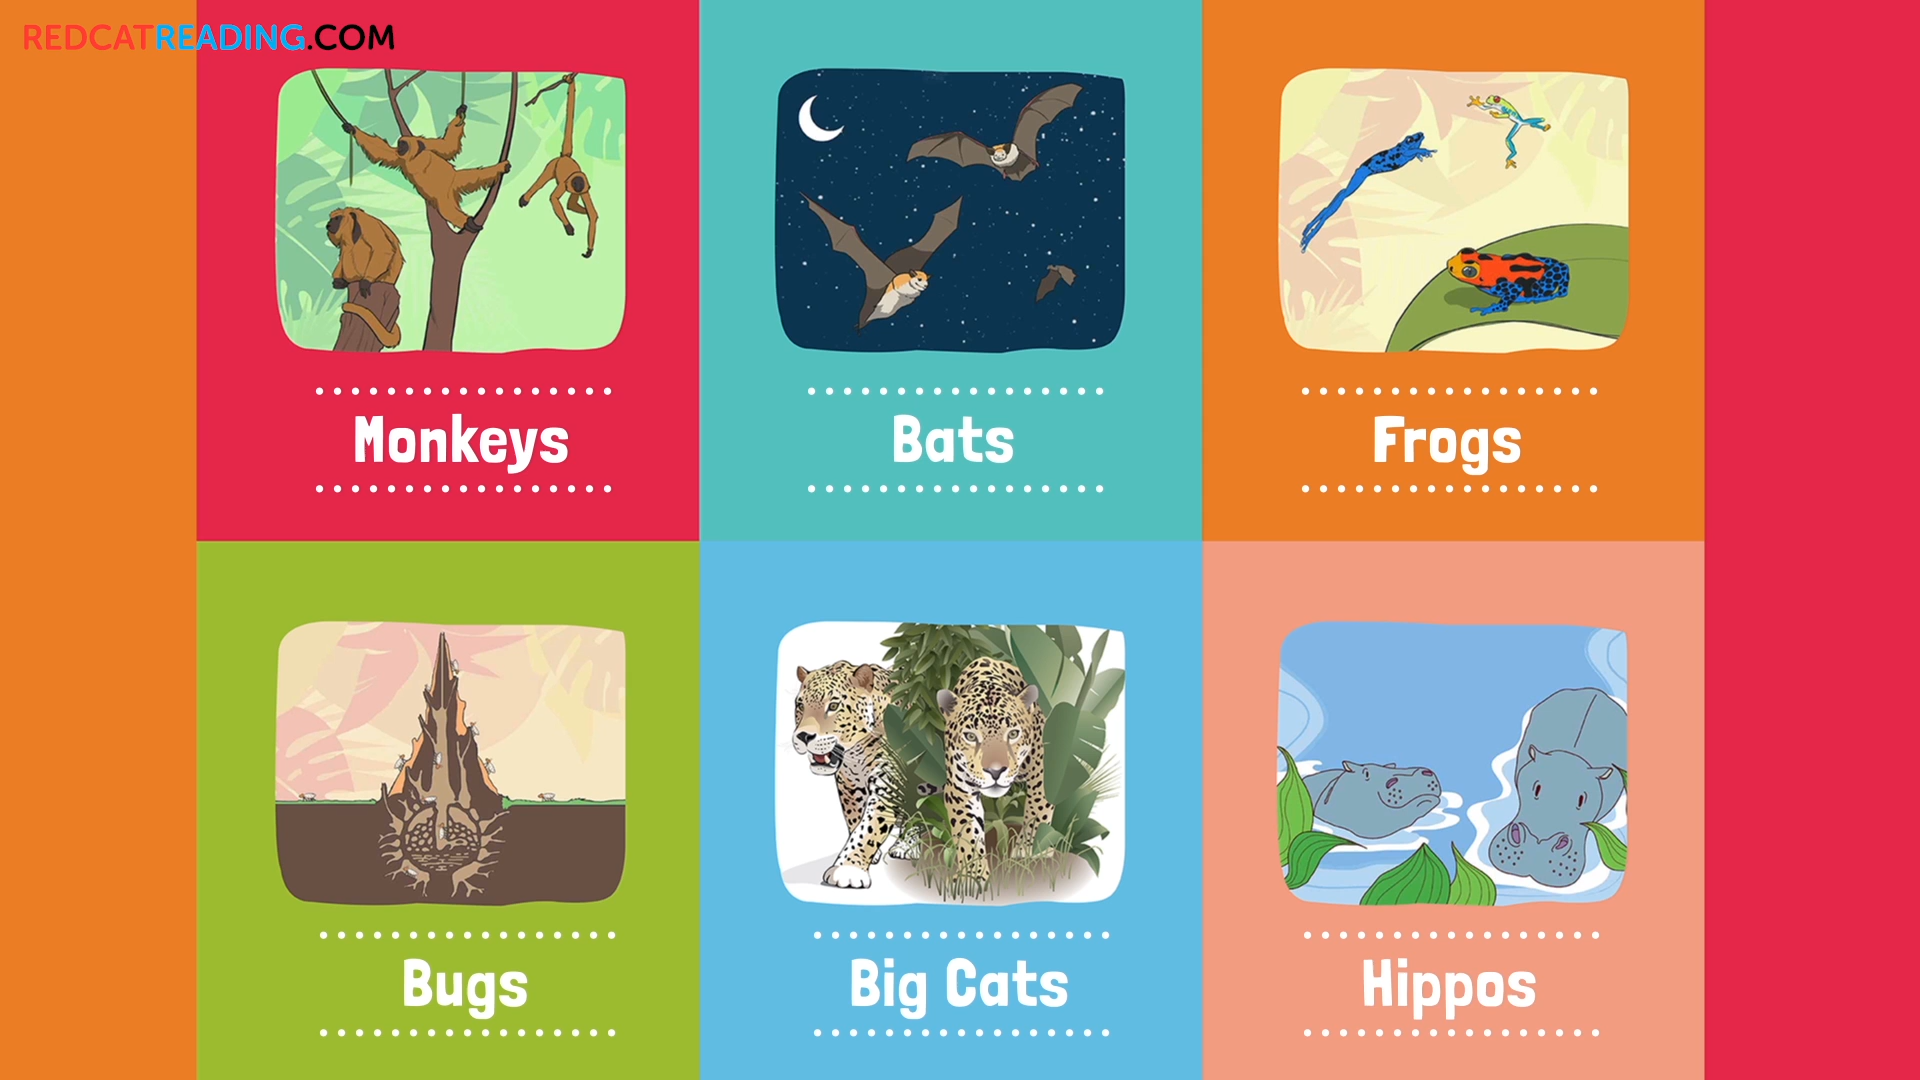 REDCATREADING.COM
Monkeys
Bats
Frogs
Bugs
Big Cats
Hippos